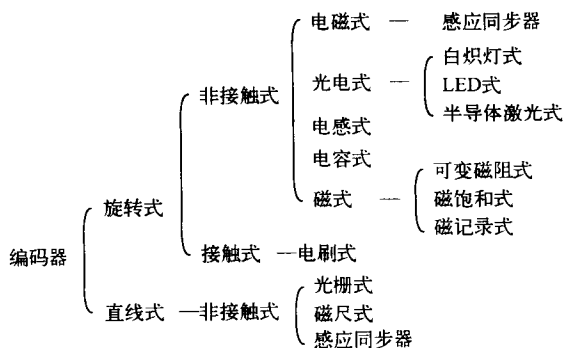 电磁式 — 感应同步器
白炽灯式
光电式 — LED式
半导体激光式
非接触式
电感式
电容式
可变磁阻式
磁式 — 磁饱和式
磁记录式
旋转式
接触式 — 电刷式
编码器
光栅式
直线式 — 非接触式 磁尺式
感应同步器